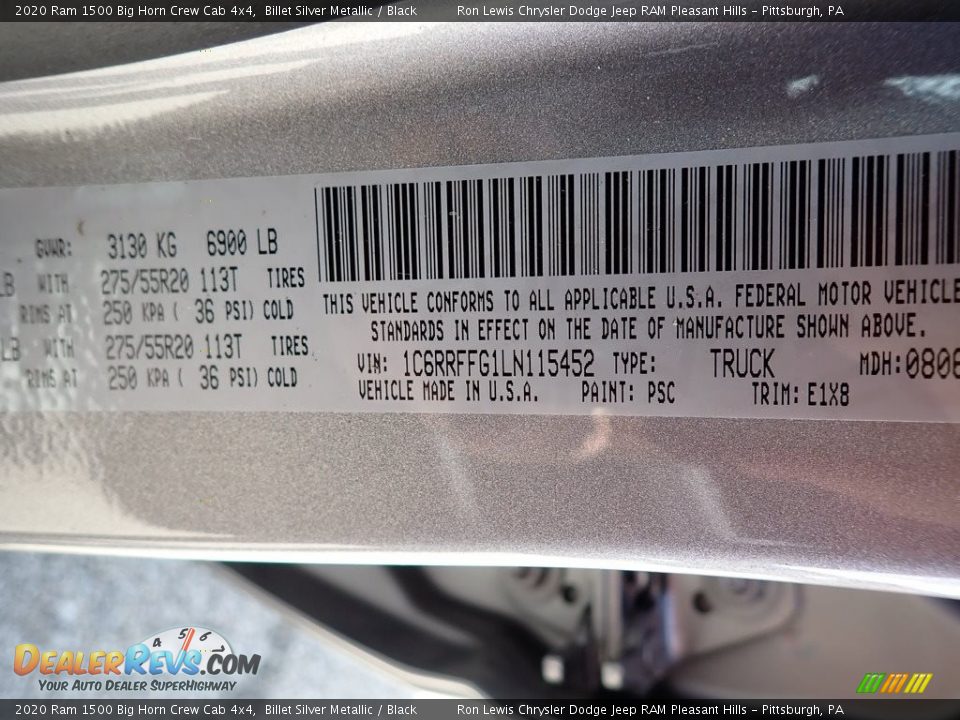 2020 Ram 1500 Big Horn Crew Cab 4x4, Billet Silver Metallic / Black Ron Lewis Chrysler Dodge Jeep RAM Pleasant Hills - Pittsburgh, PA
GVWR: 3130 KG 6900 LB
LB WITH 275/55R20 113T TIRES
RIMS AT 250 KPA ( 36 PSI) COLD
LB WITH 275/55R20 113T TIRES
RIMS AT 250 KPA ( 36 PSI) COLD
THIS VEHICLE CONFORMS TO ALL APPLICABLE U.S.A. FEDERAL MOTOR VEHICLE
STANDARDS IN EFFECT ON THE DATE OF MANUFACTURE SHOWN ABOVE.
VIN: 1C6RRFFG1LN115452 TYPE: TRUCK MDH: 0806
VEHICLE MADE IN U.S.A. PAINT: PSC TRIM: E1X8
4 5 6
DealerRevs.com
Your Auto Dealer SuperHighway
2020 Ram 1500 Big Horn Crew Cab 4x4, Billet Silver Metallic / Black Ron Lewis Chrysler Dodge Jeep RAM Pleasant Hills - Pittsburgh, PA